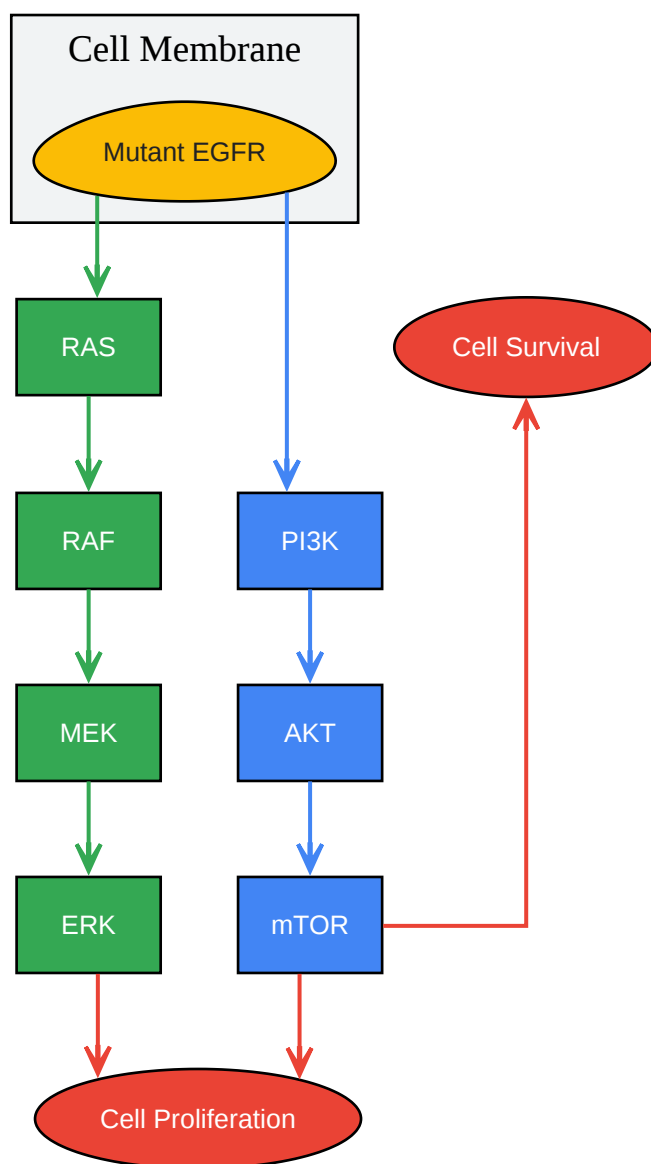 Cell Membrane
Mutant EGFR
RAS
Cell Survival
RAF
PI3K
MEK
AKT
ERK
mTOR
Cell Proliferation